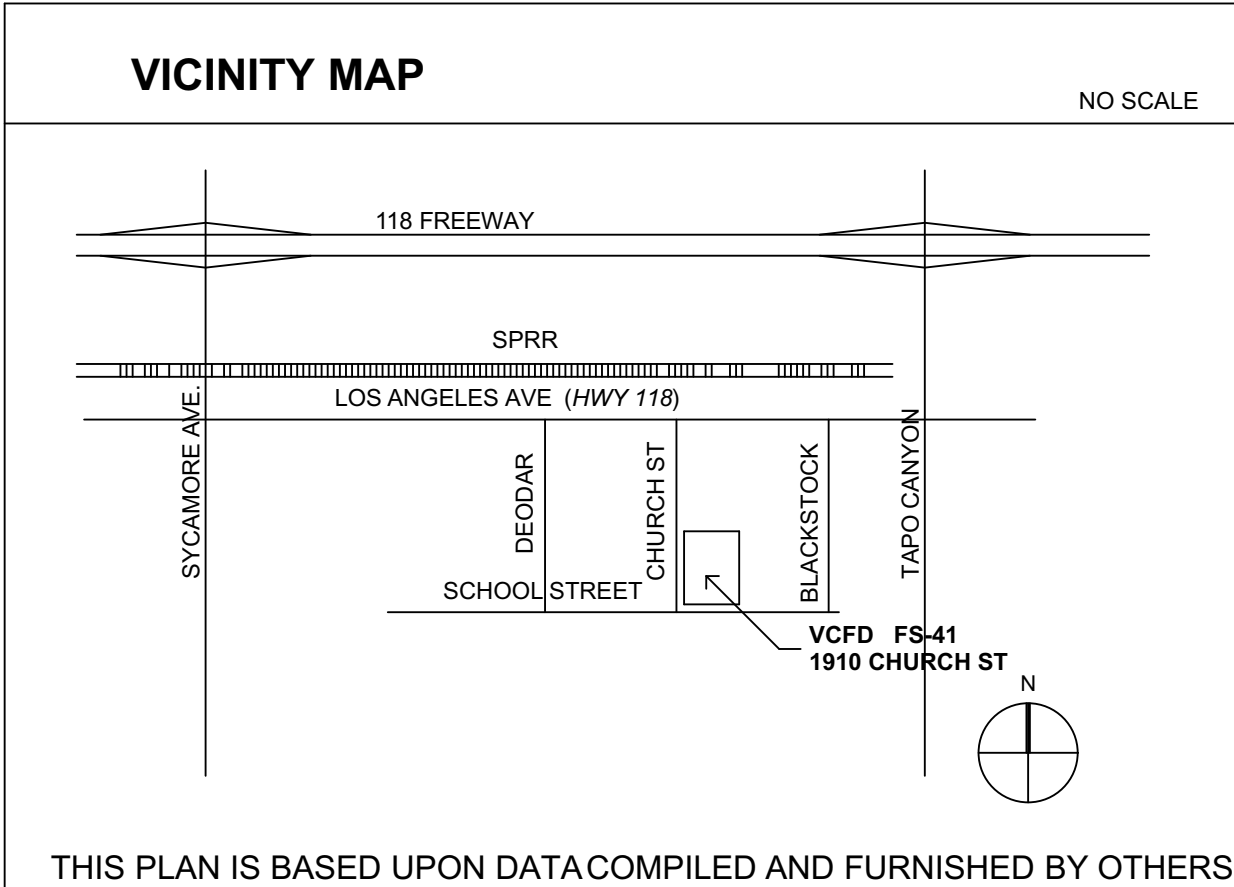 VICINITY MAP
NO SCALE
118 FREEWAY
SPRR
LOS ANGELES AVE (HWY 118)
SYCAMORE AVE.
DEODAR
CHURCH ST
BLACKSTOCK
TAPO CANYON
SCHOOL STREET
VCFD FS-41
1910 CHURCH ST
N
THIS PLAN IS BASED UPON DATA COMPILED AND FURNISHED BY OTHERS